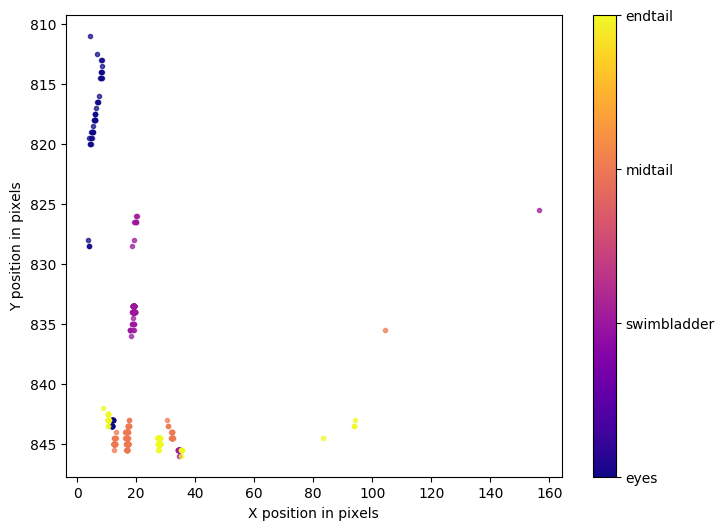 810
815
820
825
830
835
840
845
Y position in pixels
0 20 40 60 80 100 120 140 160
X position in pixels
endtail
midtail
swimbladder
eyes